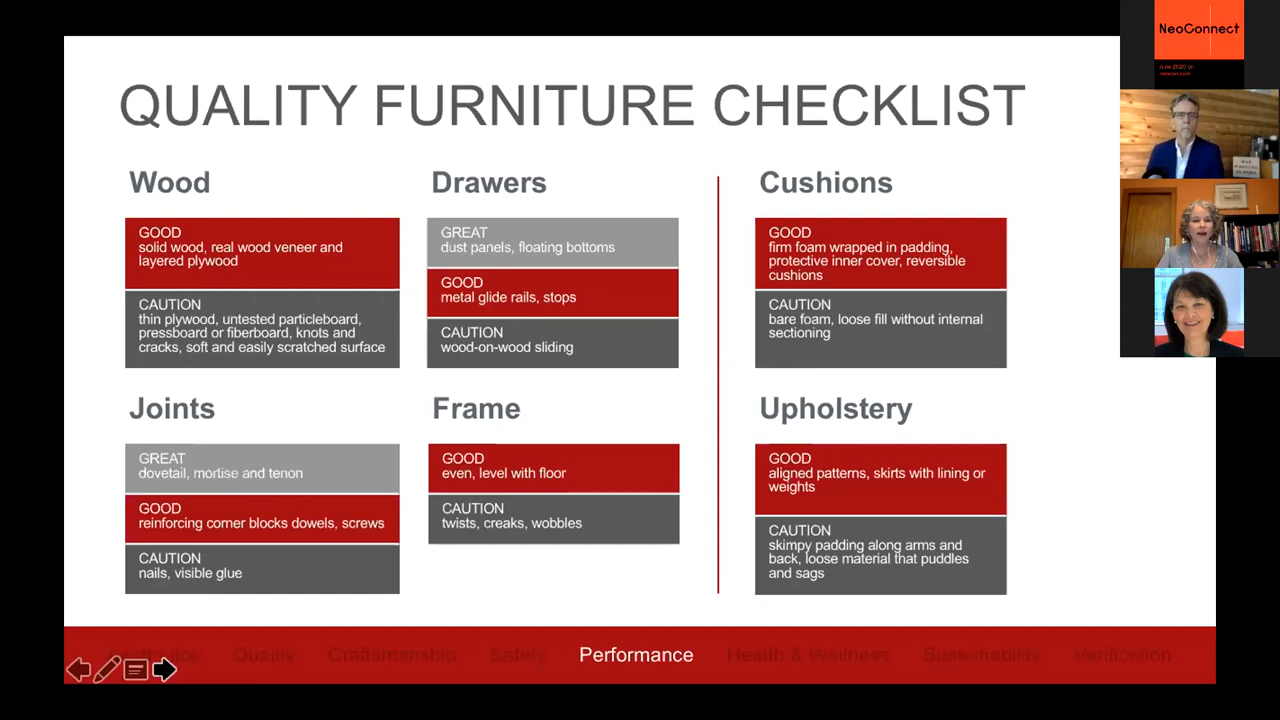 QUALITY FURNITURE CHECKLIST
Wood
GOOD
solid wood, real wood veneer and
layered plywood
CAUTION
thin plywood, untested particleboard,
pressboard or fiberboard, knots and
cracks, soft and easily scratched surface
Drawers
GREAT
dust panels, floating bottoms
GOOD
metal glide rails, stops
CAUTION
wood-on-wood sliding
Cushions
GOOD
firm foam wrapped in padding,
protective inner cover, reversible
cushions
CAUTION
bare foam, loose fill without internal
sectioning
Joints
GREAT
dovetail, mortise and tenon
GOOD
reinforcing corner blocks dowels, screws
CAUTION
nails, visible glue
Frame
GOOD
even, level with floor
CAUTION
twists, creaks, wobbles
Upholstery
GOOD
aligned patterns, skirts with lining or
weights
CAUTION
skimpy padding along arms and
back, loose material that puddles
and sags
Quality Craftsmanship Safety Performance Health & Wellness Sustainability Verification
NeoConnect
June 2020 on